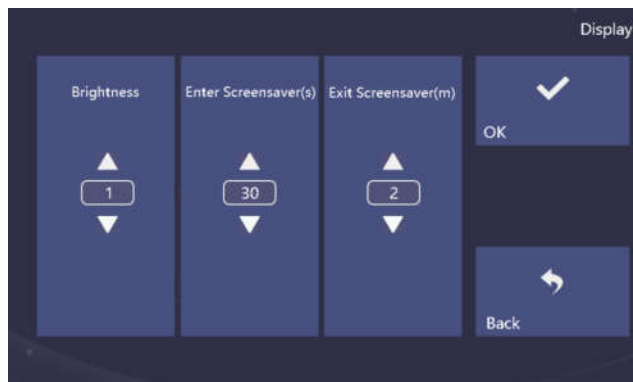 Display
Brightness
Enter Screensaver(s)
Exit Screensaver(m)
1
30
2
OK
Back